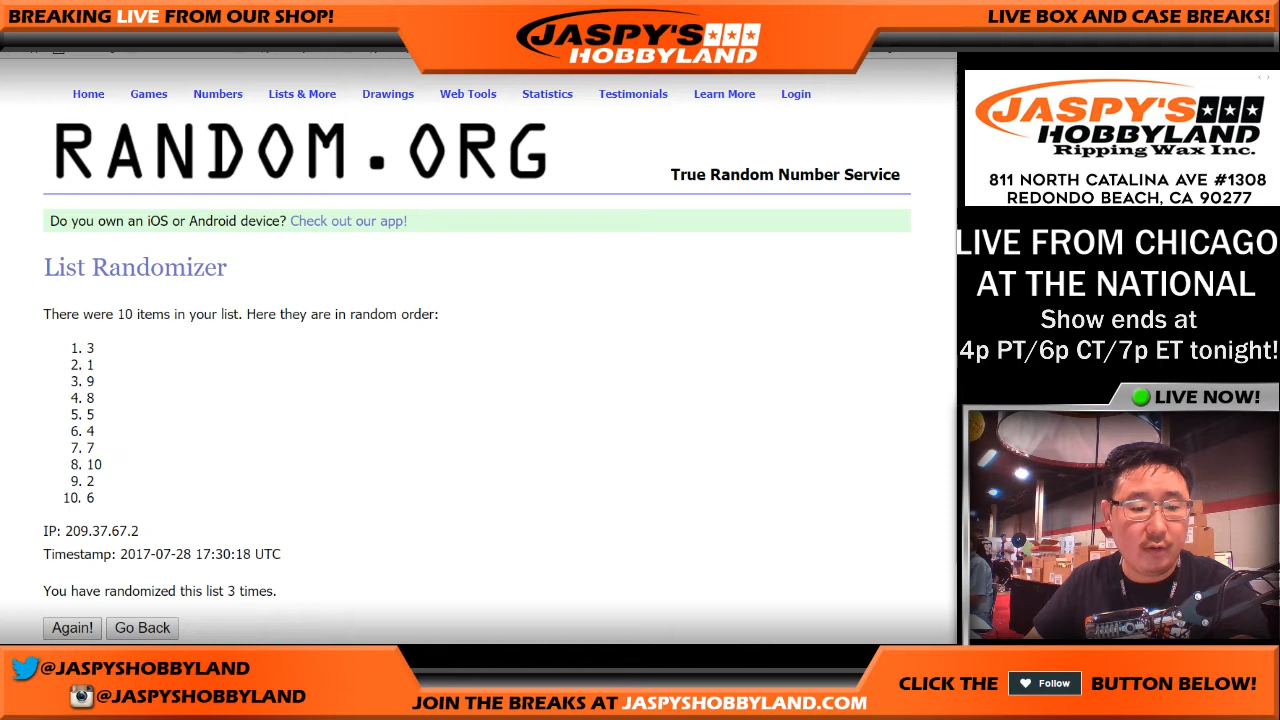 BREAKING LIVE FROM OUR SHOP!
JASPY'S
HOBBYLAND
LIVE BOX AND CASE BREAKS!
Home Games Numbers Lists & More Drawings Web Tools Statistics Testimonials Learn More Login
RANDOM.ORG
True Random Number Service
Do you own an iOS or Android device? Check out our app!
List Randomizer
There were 10 items in your list. Here they are in random order:
1. 3
2. 1
3. 9
4. 8
5. 5
6. 4
7. 7
8. 10
9. 2
10. 6
IP: 209.37.67.2
Timestamp: 2017-07-28 17:30:18 UTC
You have randomized this list 3 times.
Again! Go Back
JASPY'S
HOBBYLAND
Ripping Wax Inc.
811 NORTH CATALINA AVE #1308
REDONDO BEACH, CA 90277
LIVE FROM CHICAGO
AT THE NATIONAL
Show ends at
4p PT/6p CT/7p ET tonight!
LIVE NOW!
@JASPYSHOBBYLAND
@JASPYSHOBBYLAND
JOIN THE BREAKS AT JASPYSHOBBYLAND.COM
CLICK THE Follow BUTTON BELOW!